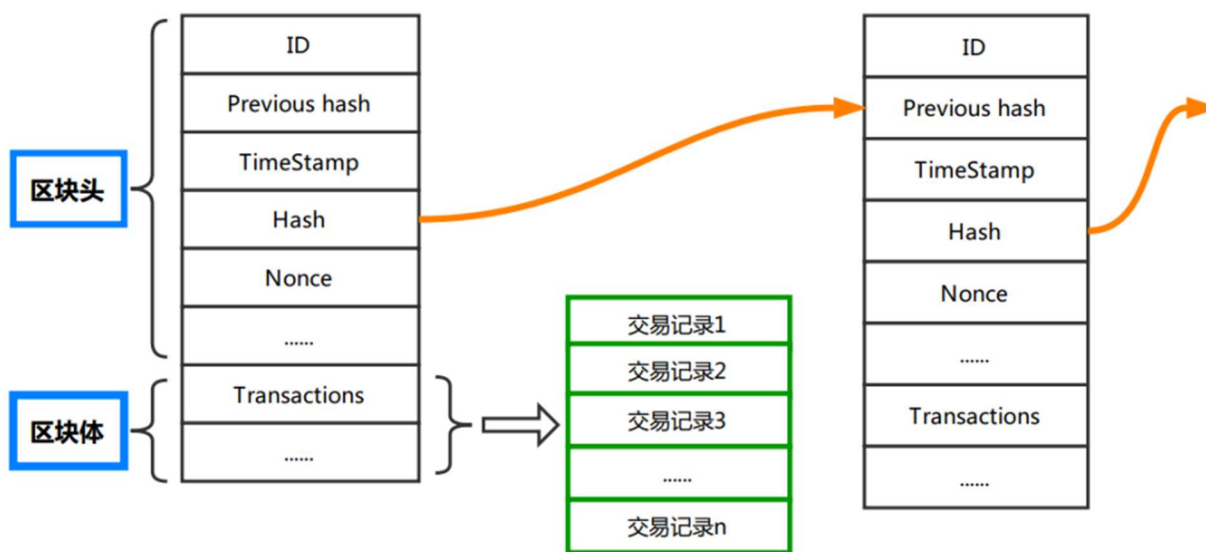 区块头
区块体
ID
Previous hash
TimeStamp
Hash
Nonce
......
Transactions
......
交易记录1
交易记录2
交易记录3
......
交易记录n
ID
Previous hash
TimeStamp
Hash
Nonce
......
Transactions
......